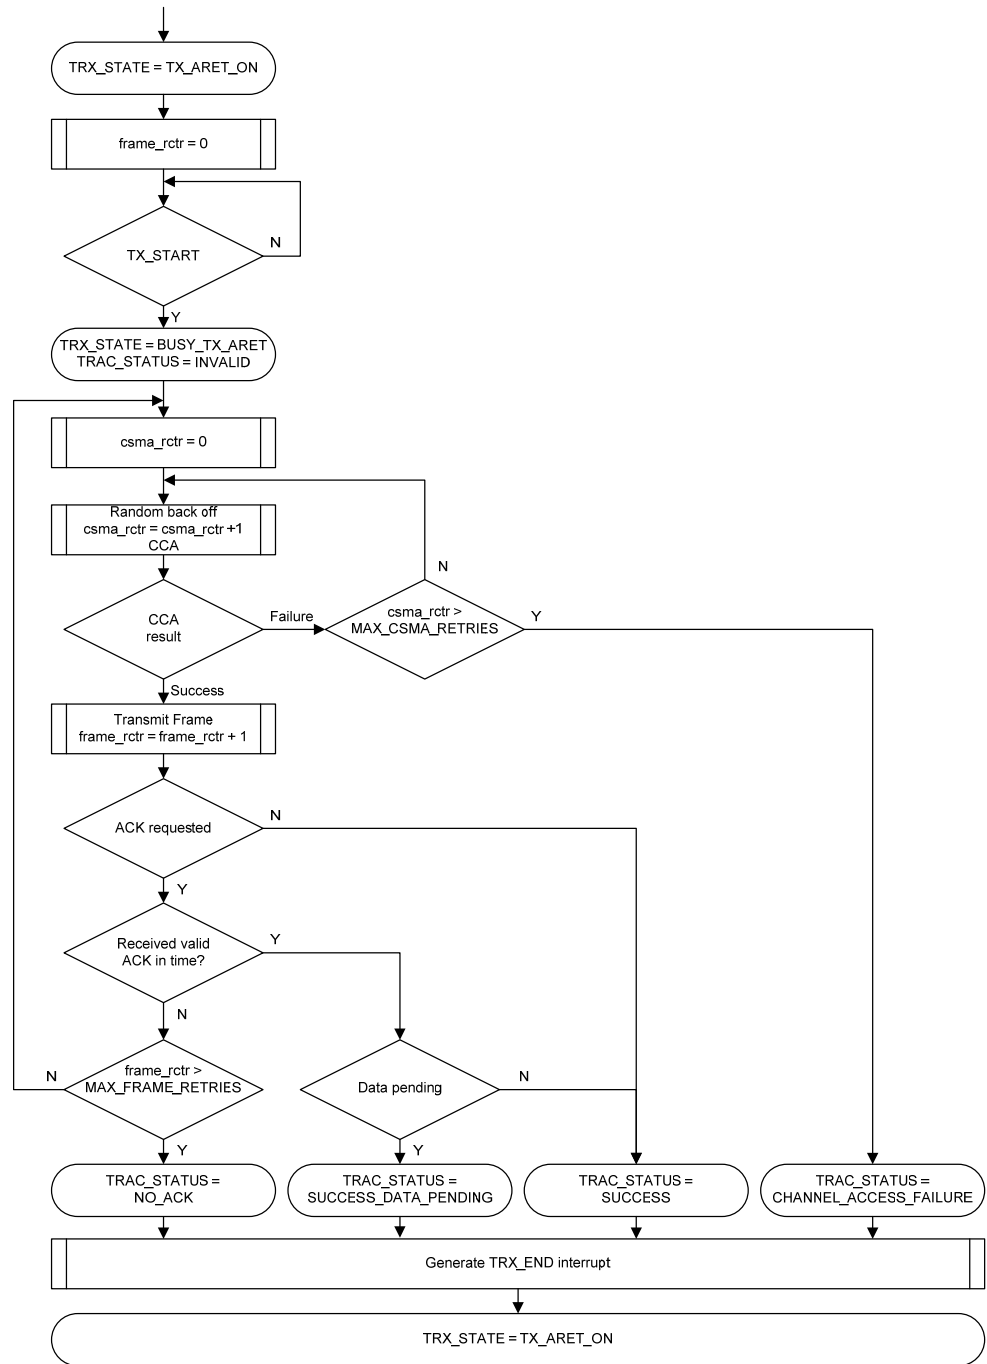 TRX_STATE = TX_ARET_ON
frame_rctr = 0
TX_START
N
Y
TRX_STATE = BUSY_TX_ARET
TRAC_STATUS = INVALID
csma_rctr = 0
Random back off
csma_rctr = csma_rctr +1
CCA
N
CCA
result
Failure
csma_rctr >
MAX_CSMA_RETRIES
Y
Success
Transmit Frame
frame_rctr = frame_rctr + 1
ACK requested
N
Y
Received valid
ACK in time?
Y
N
N
frame_rctr >
MAX_FRAME_RETRIES
Data pending
N
Y
Y
TRAC_STATUS =
NO_ACK
TRAC_STATUS =
SUCCESS_DATA_PENDING
TRAC_STATUS =
SUCCESS
TRAC_STATUS =
CHANNEL_ACCESS_FAILURE
Generate TRX_END interrupt
TRX_STATE = TX_ARET_ON